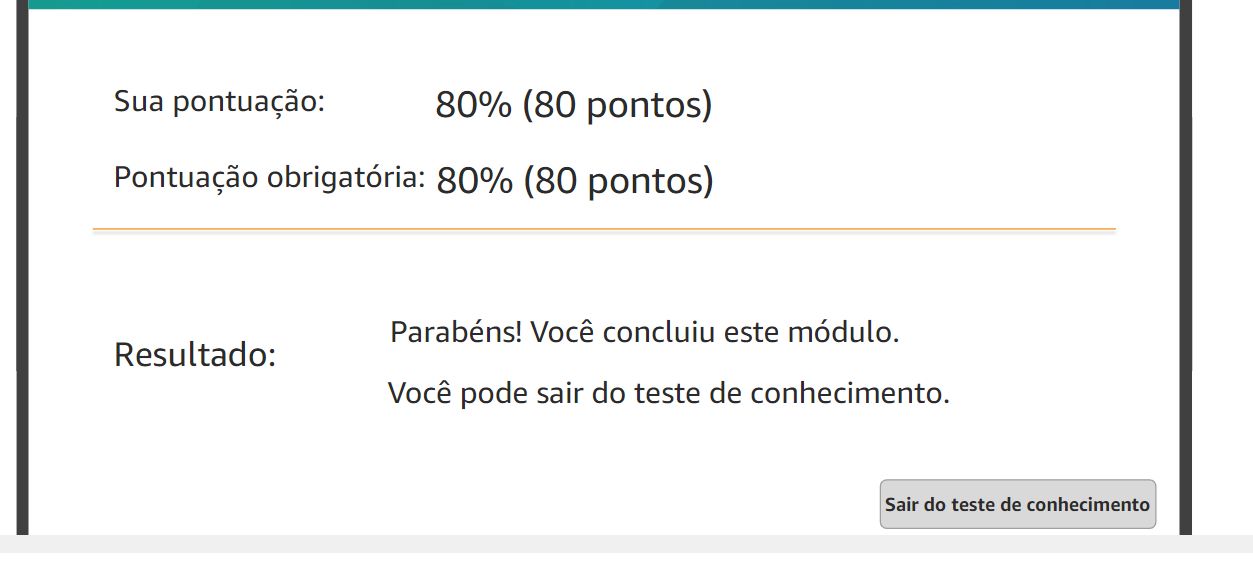 Sua pontuação: 80% (80 pontos)
Pontuação obrigatória: 80% (80 pontos)
Resultado:
Parabéns! Você concluiu este módulo.
Você pode sair do teste de conhecimento.
Sair do teste de conhecimento